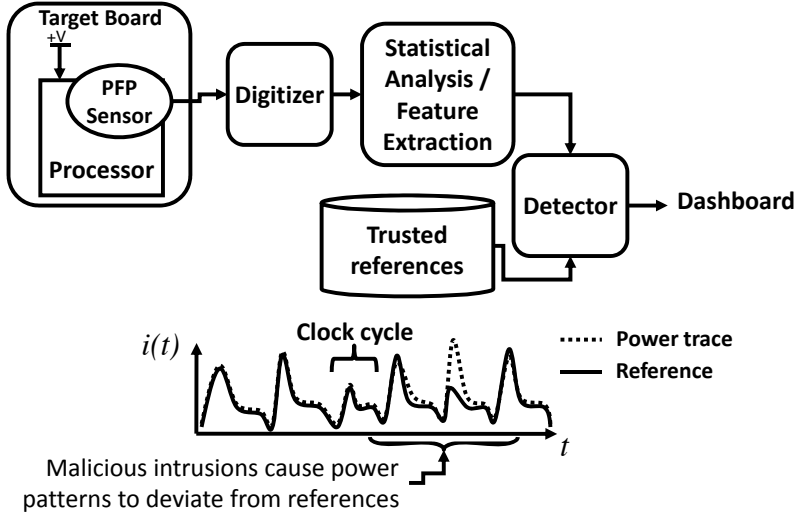 Target Board
+V
PFP
Sensor
Processor
Digitizer
Statistical
Analysis /
Feature
Extraction
Detector
Dashboard
Trusted
references
Clock cycle
i(t)
Power trace
Reference
t
Malicious intrusions cause power
patterns to deviate from references